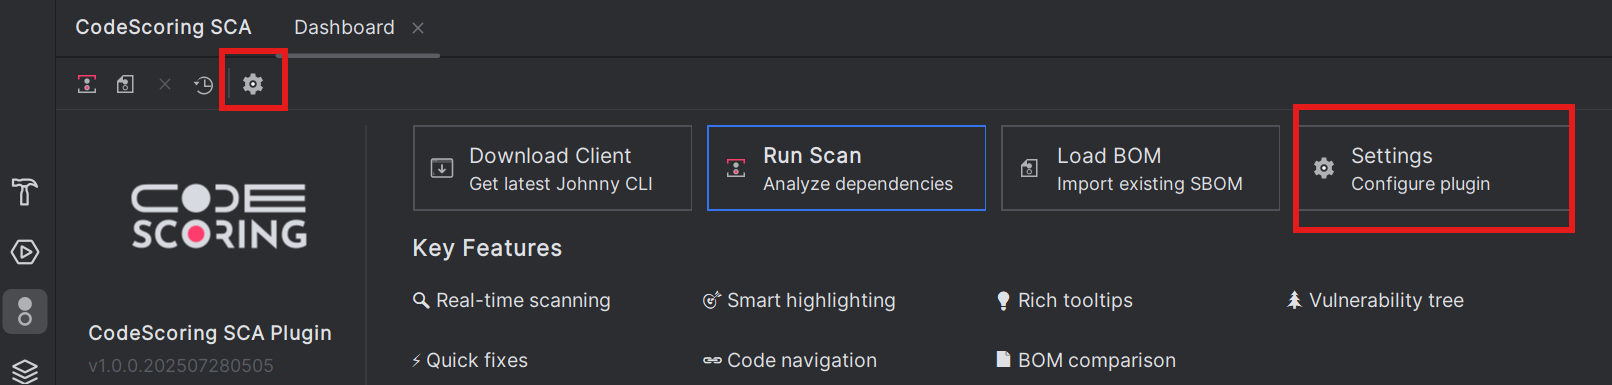 CodeScoring SCA
Dashboard
Download Client
Get latest Johnny CLI
Run Scan
Analyze dependencies
Load BOM
Import existing SBOM
Settings
Configure plugin
CODE
SCORING
CodeScoring SCA Plugin
v1.0.0.202507280505
Key Features
Real-time scanning
Smart highlighting
Rich tooltips
Vulnerability tree
Quick fixes
Code navigation
BOM comparison